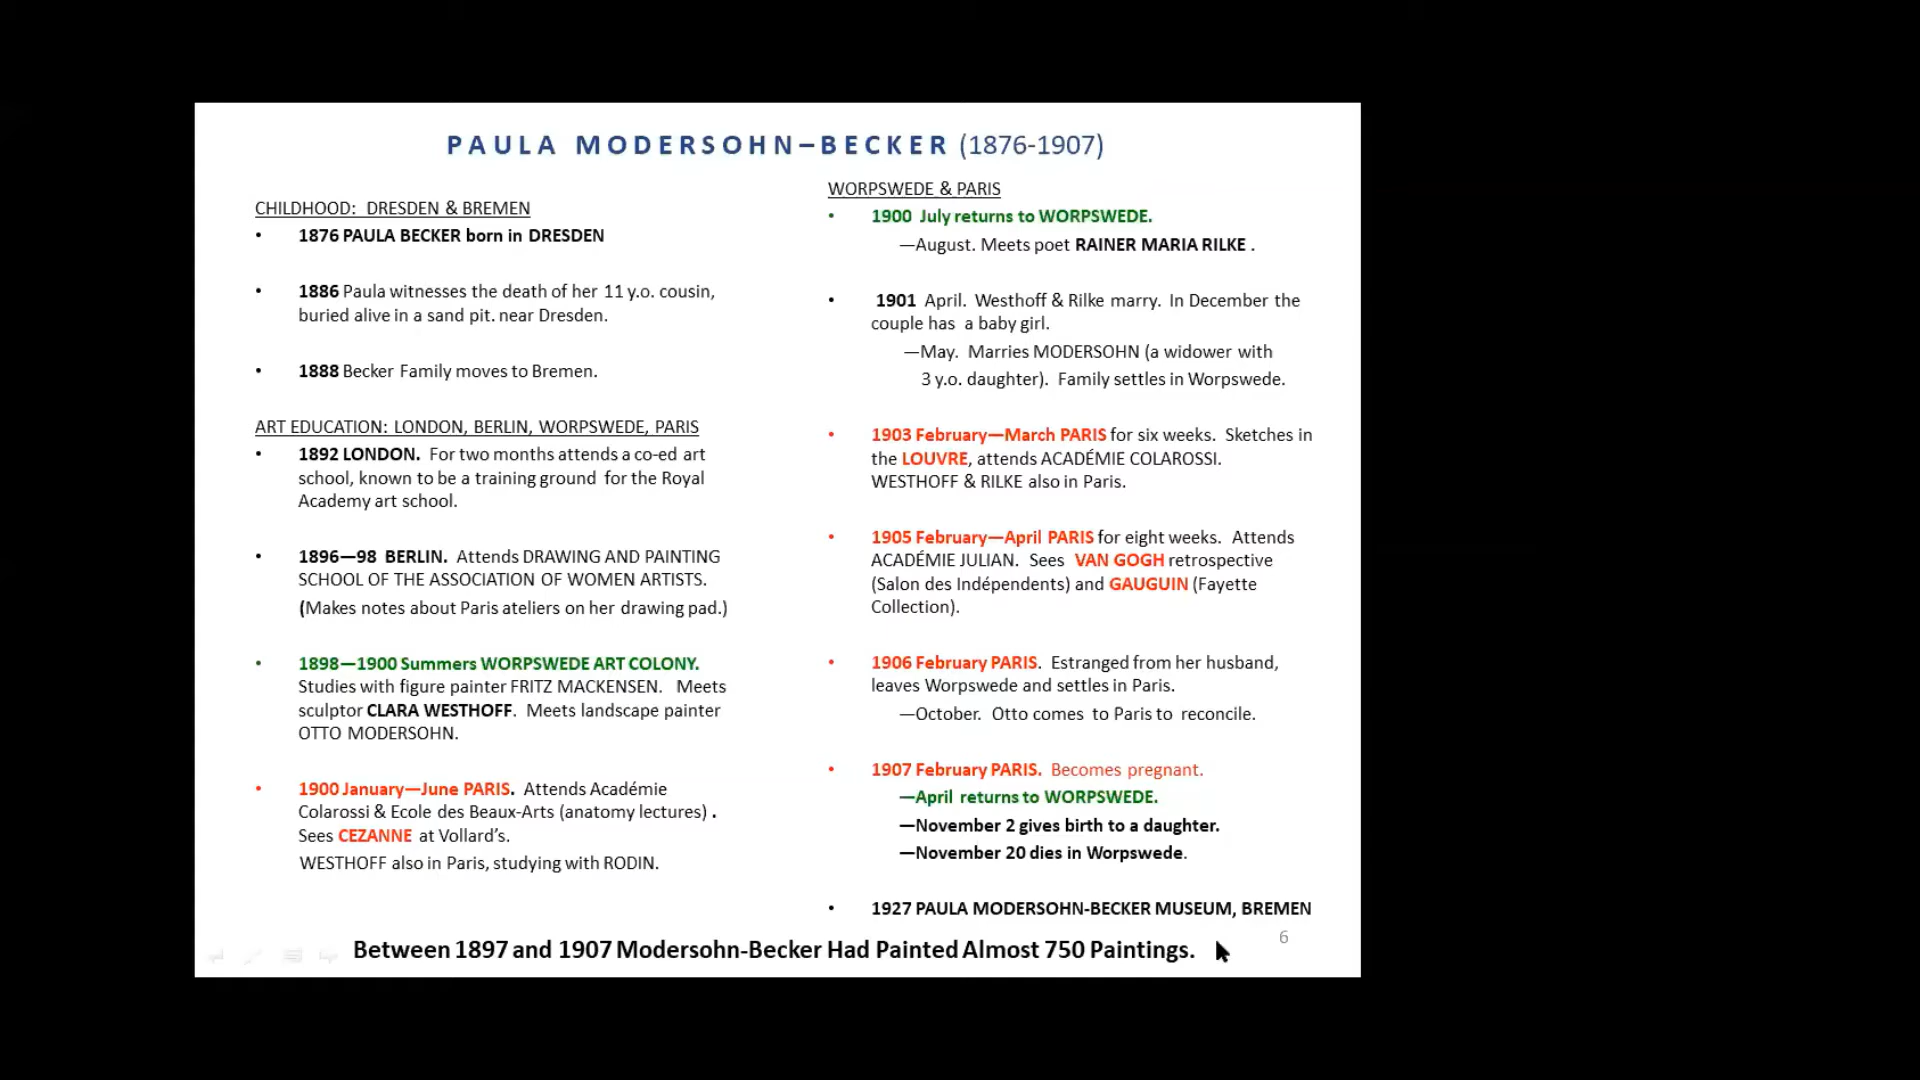 PAULA MODERSOHN–BECKER (1876-1907)
CHILDHOOD: DRESDEN & BREMEN
• 1876 PAULA BECKER born in DRESDEN
• 1886 Paula witnesses the death of her 11 y.o. cousin,
buried alive in a sand pit. near Dresden.
• 1888 Becker Family moves to Bremen.
ART EDUCATION: LONDON, BERLIN, WORPSWEDE, PARIS
• 1892 LONDON. For two months attends a co-ed art
school, known to be a training ground for the Royal
Academy art school.
• 1896—98 BERLIN. Attends DRAWING AND PAINTING
SCHOOL OF THE ASSOCIATION OF WOMEN ARTISTS.
(Makes notes about Paris ateliers on her drawing pad.)
• 1898—1900 Summers WORPSWEDE ART COLONY.
Studies with figure painter FRITZ MACKENSEN. Meets
sculptor CLARA WESTHOFF. Meets landscape painter
OTTO MODERSOHN.
• 1900 January—June PARIS. Attends Académie
Colarossi & Ecole des Beaux-Arts (anatomy lectures) .
Sees CEZANNE at Vollard’s.
WESTHOFF also in Paris, studying with RODIN.
WORPSWEDE & PARIS
• 1900 July returns to WORPSWEDE.
—August. Meets poet RAINER MARIA RILKE .
• 1901 April. Westhoff & Rilke marry. In December the
couple has a baby girl.
—May. Marries MODERSOHN (a widower with
3 y.o. daughter). Family settles in Worpswede.
• 1903 February—March PARIS for six weeks. Sketches in
the LOUVRE, attends ACADÉMIE COLAROSSI.
WESTHOFF & RILKE also in Paris.
• 1905 February—April PARIS for eight weeks. Attends
ACADÉMIE JULIAN. Sees VAN GOGH retrospective
(Salon des Indépendents) and GAUGUIN (Fayette
Collection).
• 1906 February PARIS. Estranged from her husband,
leaves Worpswede and settles in Paris.
—October. Otto comes to Paris to reconcile.
• 1907 February PARIS. Becomes pregnant.
—April returns to WORPSWEDE.
—November 2 gives birth to a daughter.
—November 20 dies in Worpswede.
• 1927 PAULA MODERSOHN-BECKER MUSEUM, BREMEN
Between 1897 and 1907 Modersohn-Becker Had Painted Almost 750 Paintings.
6